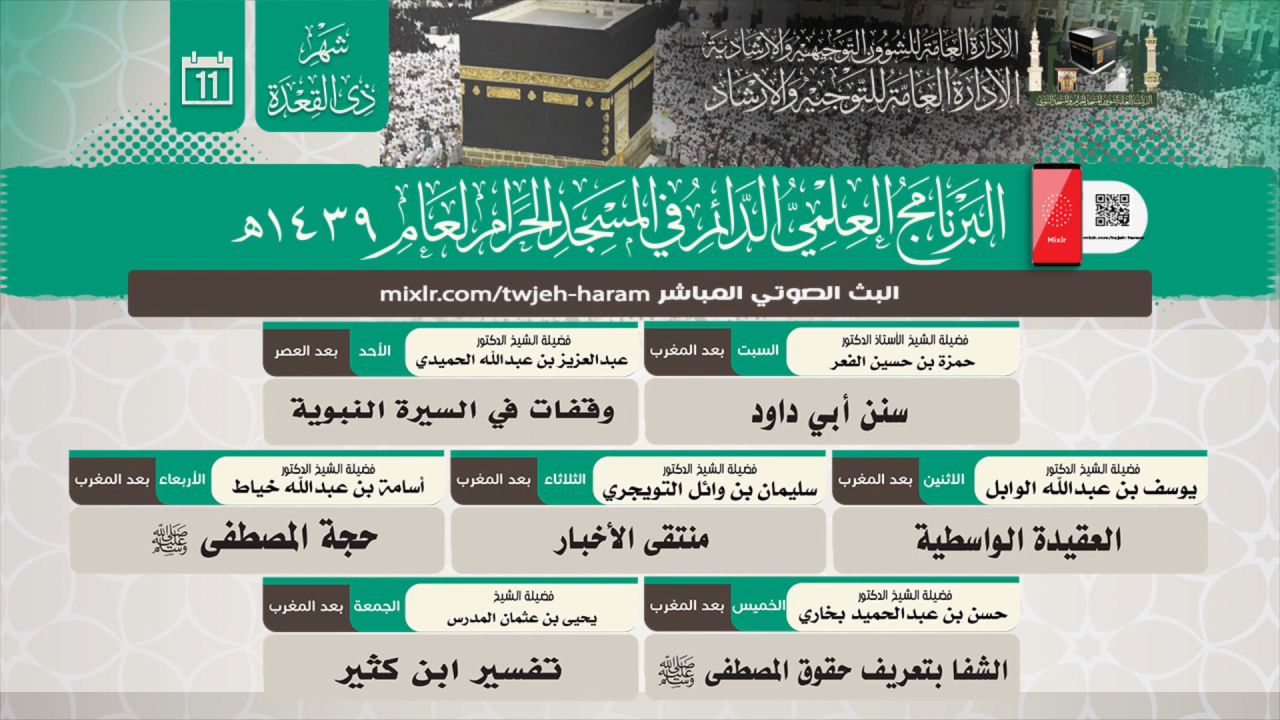 الإدارة العامة للشؤون التوجيهية والإرشادية
الإدارة العامة للتوجيه والإرشاد
شهر
ذي القعدة
11
البرنامج العلمي الدائم في المسجد الحرام لعام ١٤٣٩هـ
Mixlr
mixlr.com/twjeh-haram
البث الصوتي المباشر mixlr.com/twjeh-haram
فضيلة الشيخ الأستاذ الدكتور
حمزة بن حسين الفعر
السبت
بعد المغرب
سنن أبي داود
فضيلة الشيخ الدكتور
عبدالعزيز بن عبدالله الحميدي
الأحد
بعد العصر
وقفات في السيرة النبوية
فضيلة الشيخ الدكتور
يوسف بن عبدالله الوابل
الاثنين
بعد المغرب
العقيدة الواسطية
فضيلة الشيخ الدكتور
سليمان بن وائل التويجري
الثلاثاء
بعد المغرب
منتقى الأخبار
فضيلة الشيخ الدكتور
أسامة بن عبدالله خياط
الأربعاء
بعد المغرب
حجة المصطفى ﷺ
فضيلة الشيخ الدكتور
حسن بن عبدالحميد بخاري
الخميس
بعد المغرب
الشفا بتعريف حقوق المصطفى ﷺ
فضيلة الشيخ
يحيى بن عثمان المدرس
الجمعة
بعد المغرب
تفسير ابن كثير